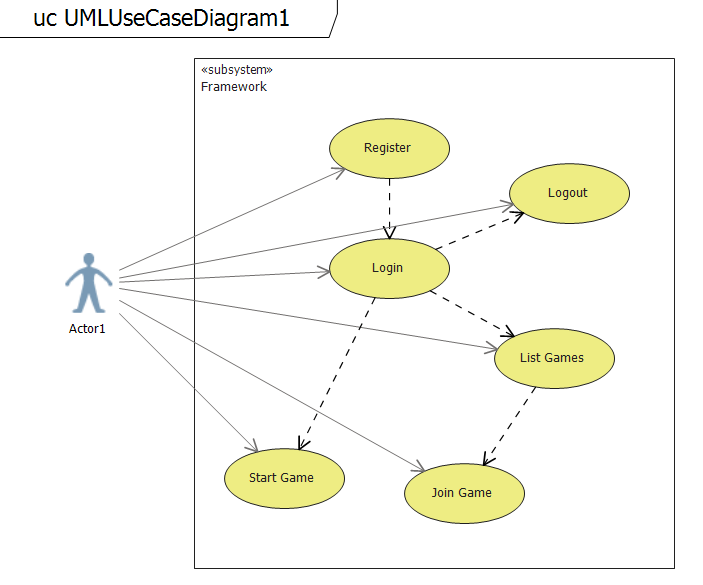 uc UMLUseCaseDiagram1
«subsystem»
Framework
Register
Logout
Login
Actor1
List Games
Start Game
Join Game